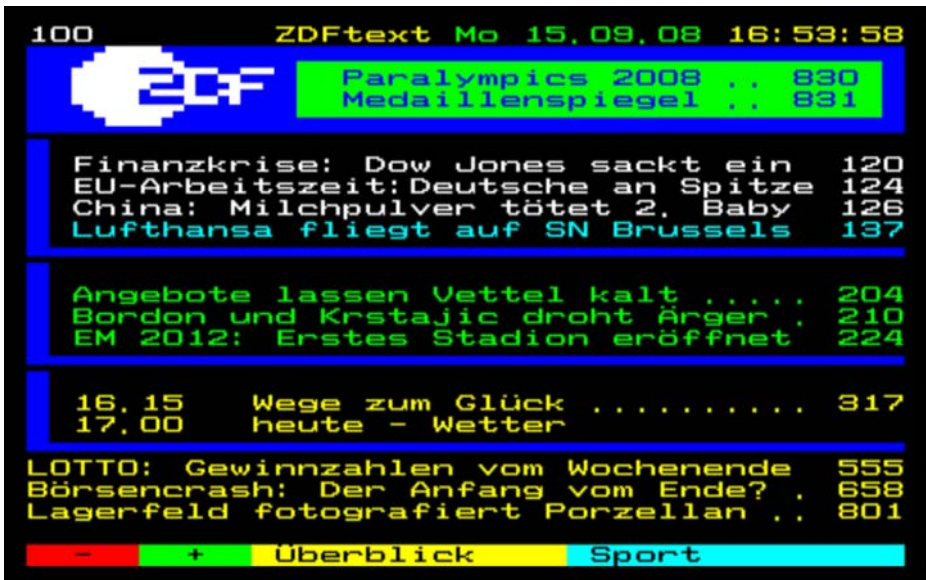 100 ZDFtext Mo 15.09.08 16:53:58
ZDF
Paralympics 2008 .. 830
Medaillenspiegel .. 831
Finanzkrise: Dow Jones sackt ein 120
EU-Arbeitszeit:Deutsche an Spitze 124
China: Milchpulver tötet 2. Baby 126
Lufthansa fliegt auf SN Brussels 137
Angebote lassen Vettel kalt ..... 204
Bordon und Krstajic droht Ärger . 210
EM 2012: Erstes Stadion eröffnet 224
16.15 Wege zum Glück .......... 317
17.00 heute - Wetter
LOTTO: Gewinnzahlen vom Wochenende 555
Börsencrash: Der Anfang vom Ende? . 658
Lagerfeld fotografiert Porzellan .. 801
- + Überblick Sport